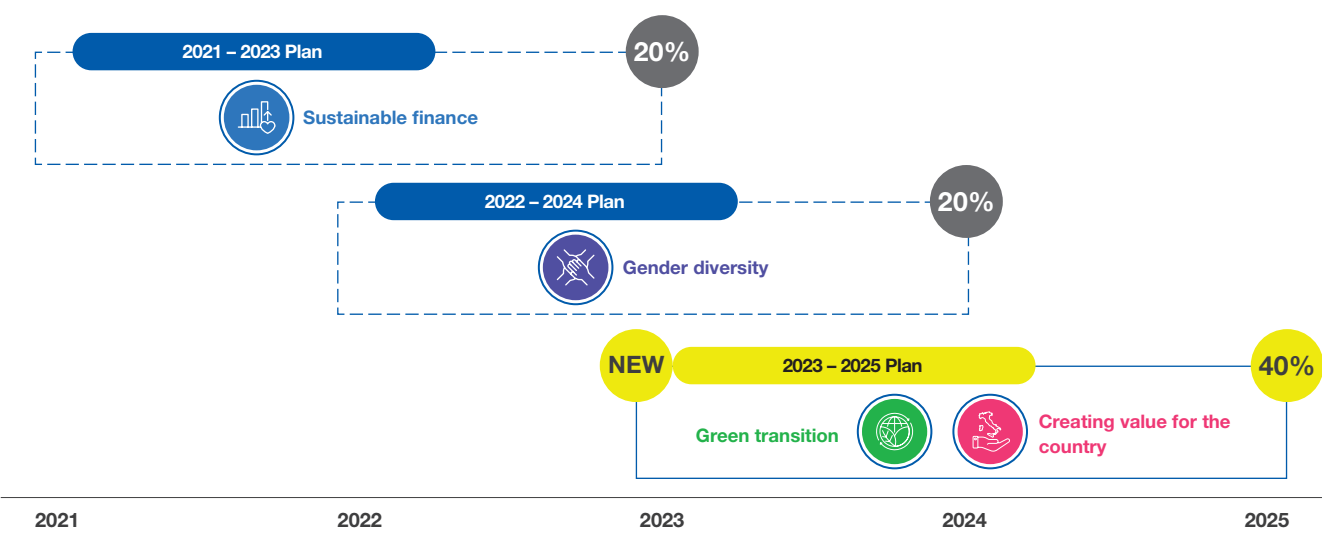 2021 – 2023 Plan
20%
Sustainable finance
2022 – 2024 Plan
20%
Gender diversity
NEW
2023 – 2025 Plan
40%
Green transition
Creating value for the
country
2021
2022
2023
2024
2025